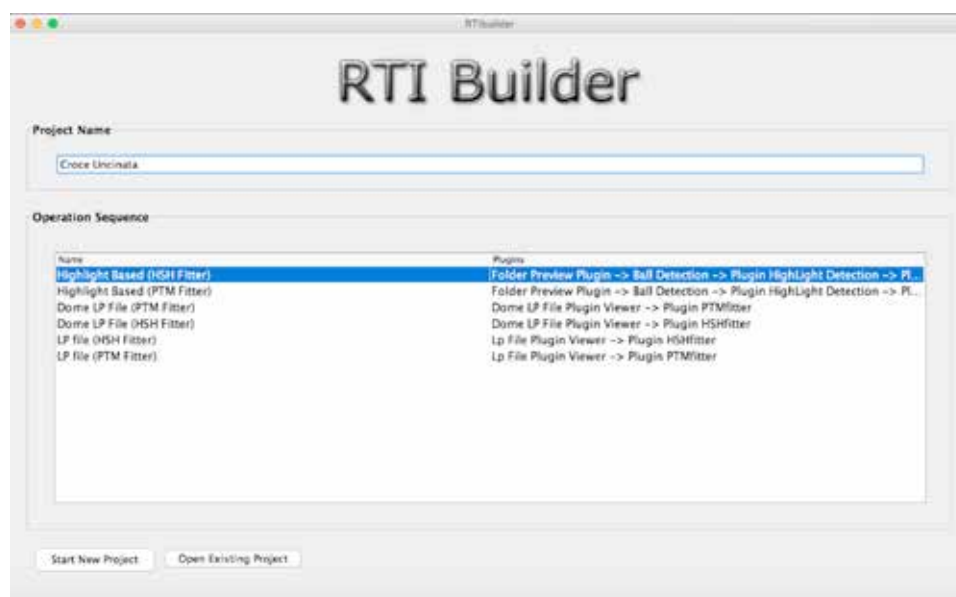 RTIbuilder
RTI Builder
Project Name
Croce Uncinata
Operation Sequence
Name Plugins
Highlight Based (HSH Fitter) Folder Preview Plugin -> Ball Detection -> Plugin HighLight Detection -> Pl...
Highlight Based (PTM Fitter) Folder Preview Plugin -> Ball Detection -> Plugin HighLight Detection -> Pl...
Dome LP File (PTM Fitter) Dome LP File Plugin Viewer -> Plugin PTMfitter
Dome LP File (HSH Fitter) Dome LP File Plugin Viewer -> Plugin HSHfitter
LP file (HSH Fitter) Lp File Plugin Viewer -> Plugin HSHfitter
LP file (PTM Fitter) Lp File Plugin Viewer -> Plugin PTMfitter
Start New Project Open Existing Project